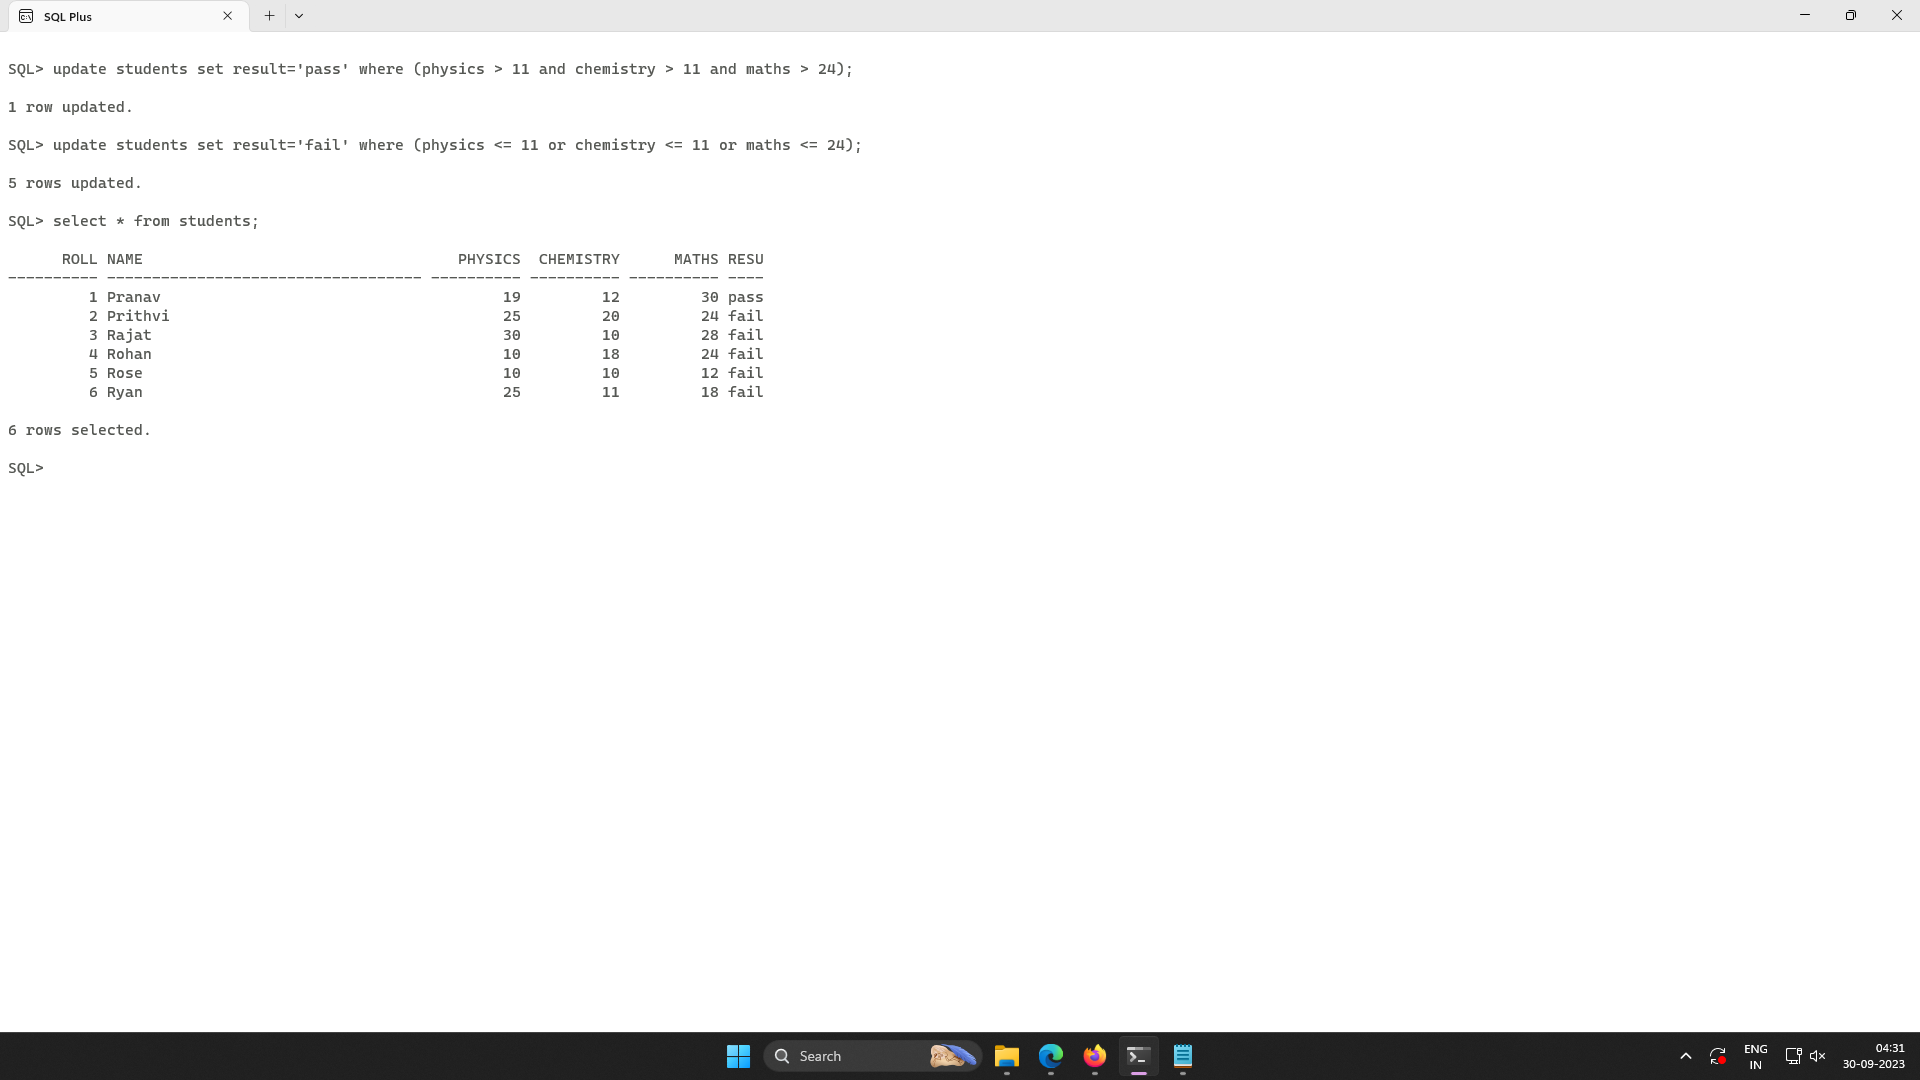 SQL Plus
SQL> update students set result='pass' where (physics > 11 and chemistry > 11 and maths > 24);
1 row updated.
SQL> update students set result='fail' where (physics <= 11 or chemistry <= 11 or maths <= 24);
5 rows updated.
SQL> select * from students;
      ROLL NAME                                   PHYSICS  CHEMISTRY      MATHS RESU
---------- ----------------------------------- ---------- ---------- ---------- ----
         1 Pranav                                      19         12         30 pass
         2 Prithvi                                     25         20         24 fail
         3 Rajat                                       30         10         28 fail
         4 Rohan                                       10         18         24 fail
         5 Rose                                        10         10         12 fail
         6 Ryan                                        25         11         18 fail
6 rows selected.
SQL>
Search
ENG
IN
04:31
30-09-2023